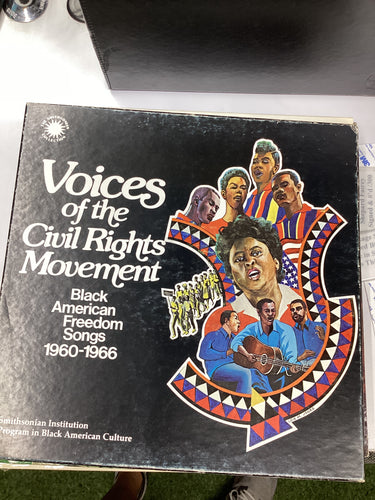 Voices
of the
Civil Rights
Movement
Black
American
Freedom
Songs
1960-1966
Smithsonian Institution
Program in Black American Culture